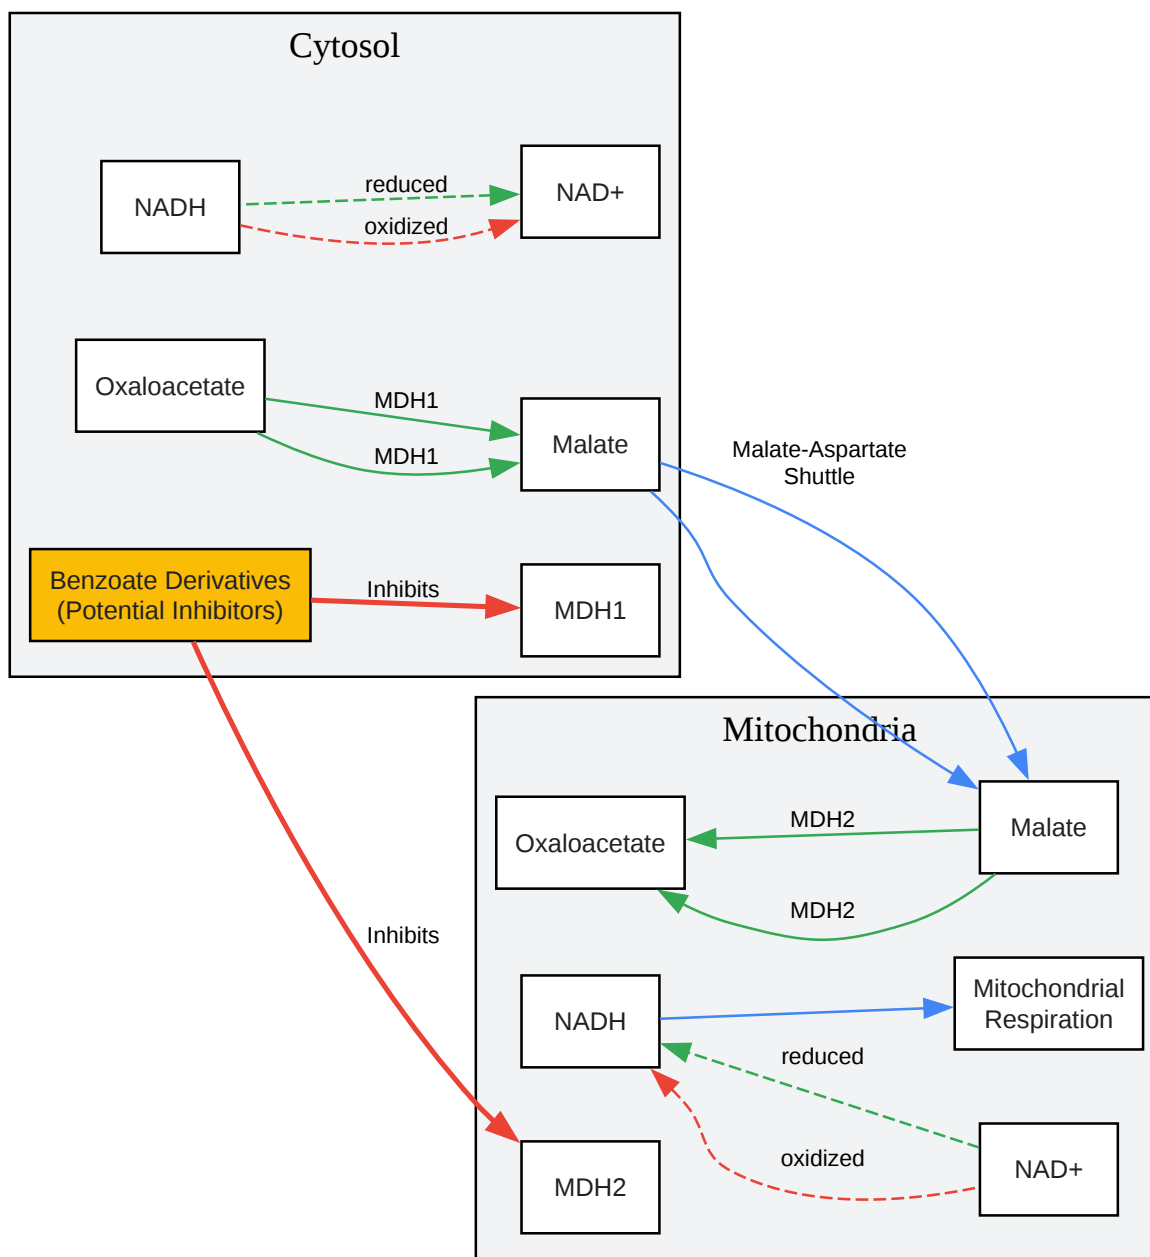 Cytosol
NADH
reduced
oxidized
NAD+
Oxaloacetate
MDH1
MDH1
Malate
Malate-Aspartate
Shuttle
Benzoate Derivatives
(Potential Inhibitors)
Inhibits
MDH1
Mitochondria
Oxaloacetate
MDH2
MDH2
Malate
Inhibits
NADH
Mitochondrial
Respiration
reduced
oxidized
NAD+
MDH2